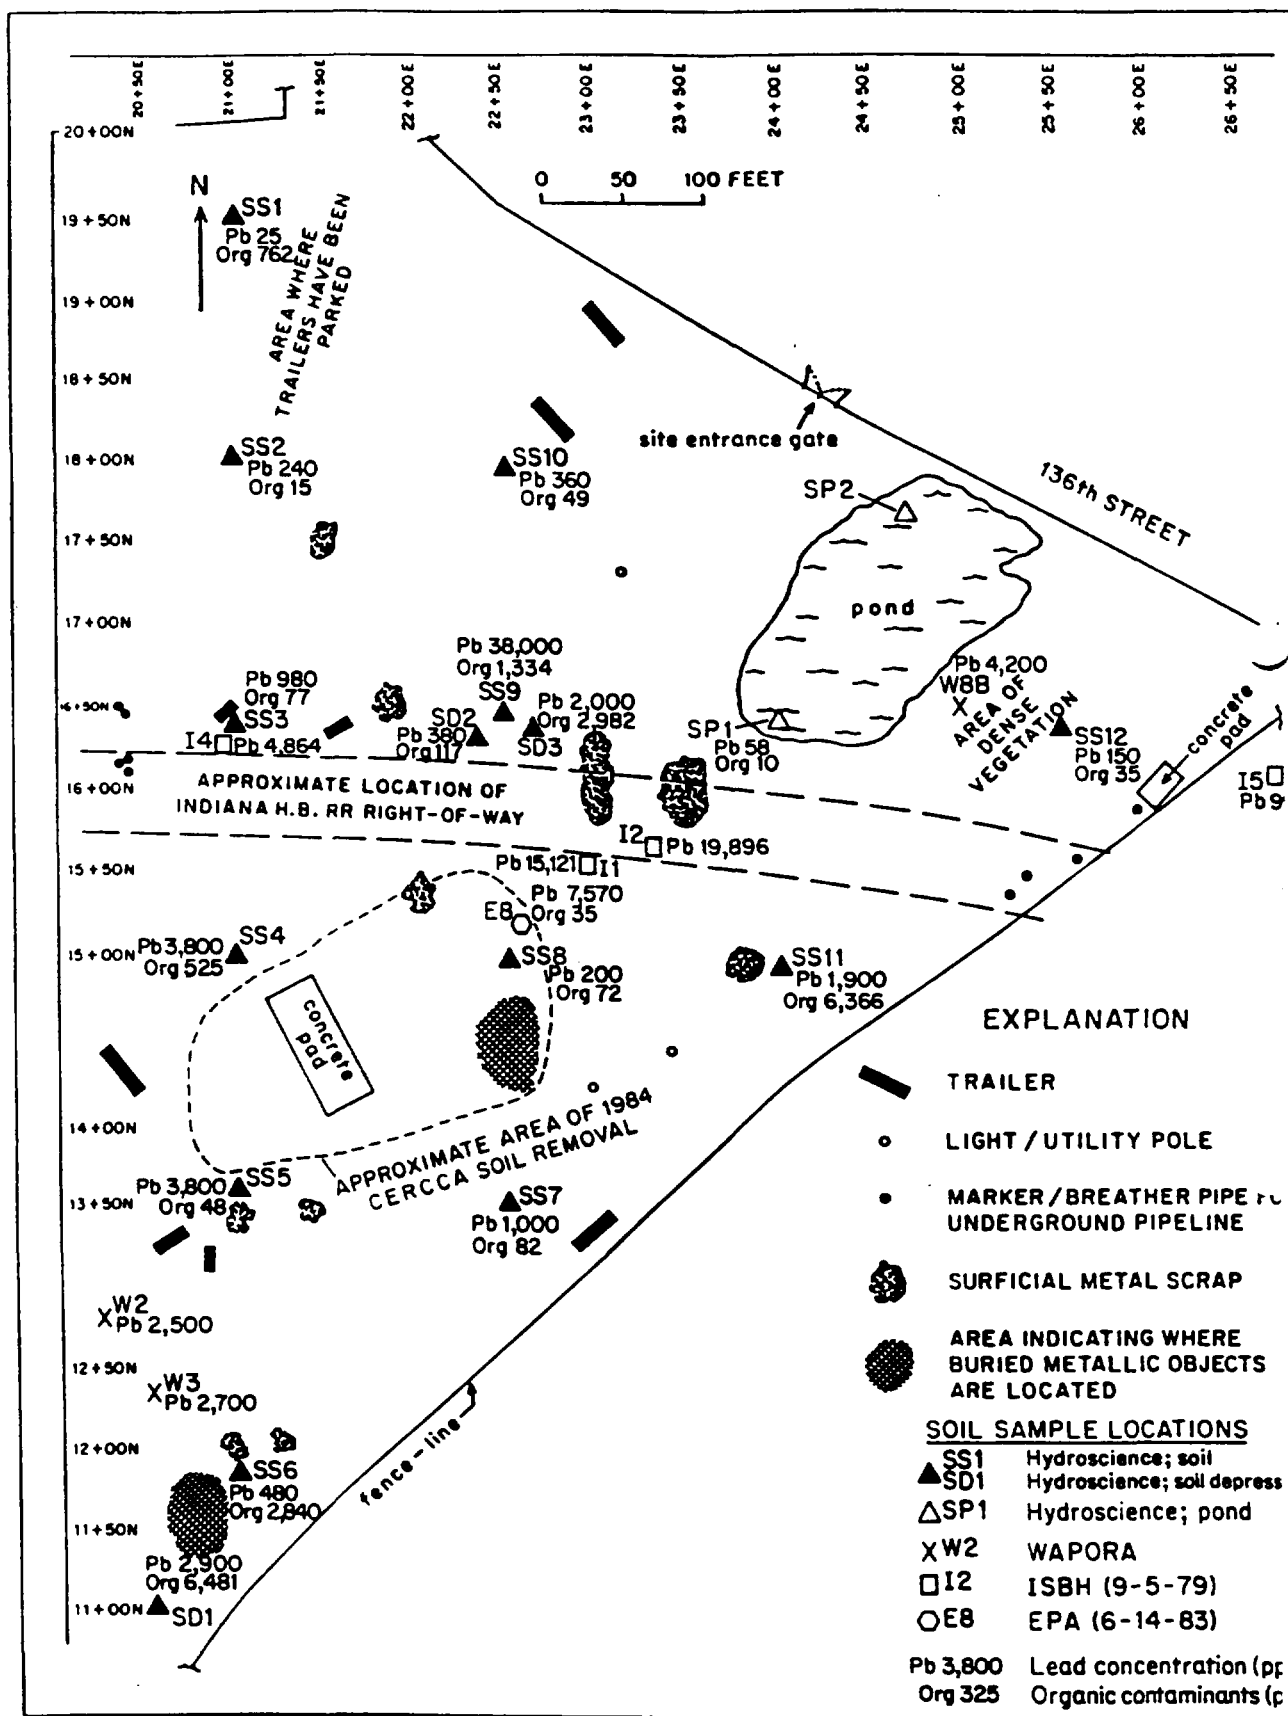 20+50E
21+00E
21+50E
22+00E
22+50E
23+00E
23+50E
24+00E
24+50E
25+00E
25+50E
26+00E
26+50E
20+00N
19+50N
19+00N
18+50N
18+00N
17+50N
17+00N
16+50N
16+00N
15+50N
15+00N
14+00N
13+50N
12+50N
12+00N
11+50N
11+00N
N
0 50 100 FEET
SS1
Pb 25
Org 762
AREA WHERE
TRAILERS HAVE BEEN
PARKED
site entrance gate
136th STREET
SS2
Pb 240
Org 15
SS10
Pb 360
Org 49
SP2
pond
Pb 38,000
Org 1,334
SS9
Pb 980
Org 77
SS3
I4
Pb 4,864
SD2
Pb 380
Org 117
Pb 2,000
Org 2,982
SD3
SP1
Pb 58
Org 10
Pb 4,200
W8B
AREA OF
DENSE
VEGETATION
SS12
Pb 150
Org 35
concrete
pad
I5
Pb 9
APPROXIMATE LOCATION OF
INDIANA H.B. RR RIGHT-OF-WAY
I2
Pb 19,896
Pb 15,121
I1
Pb 7,570
E8
Org 35
SS4
Pb 3,800
Org 525
SS8
Pb 200
Org 72
SS11
Pb 1,900
Org 6,366
concrete
pad
APPROXIMATE AREA OF 1984
CERCCA SOIL REMOVAL
SS5
Pb 3,800
Org 48
SS7
Pb 1,000
Org 82
W2
Pb 2,500
W3
Pb 2,700
fence-line
SS6
Pb 480
Org 2,840
Pb 2,900
Org 6,481
SD1
EXPLANATION
TRAILER
LIGHT / UTILITY POLE
MARKER/BREATHER PIPE
UNDERGROUND PIPELINE
SURFICIAL METAL SCRAP
AREA INDICATING WHERE
BURIED METALLIC OBJECTS
ARE LOCATED
SOIL SAMPLE LOCATIONS
SS1 Hydroscience; soil
SD1 Hydroscience; soil depress
SP1 Hydroscience; pond
W2 WAPORA
I2 ISBH (9-5-79)
E8 EPA (6-14-83)
Pb 3,800 Lead concentration (pp
Org 325 Organic contaminants (p